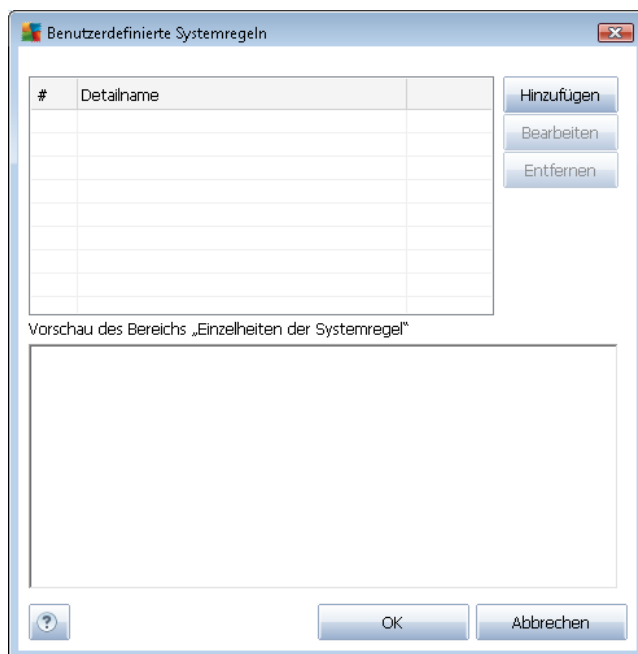 Benutzerdefinierte Systemregeln
# Detailname
Hinzufügen
Bearbeiten
Entfernen
Vorschau des Bereichs „Einzelheiten der Systemregel“
?
OK
Abbrechen